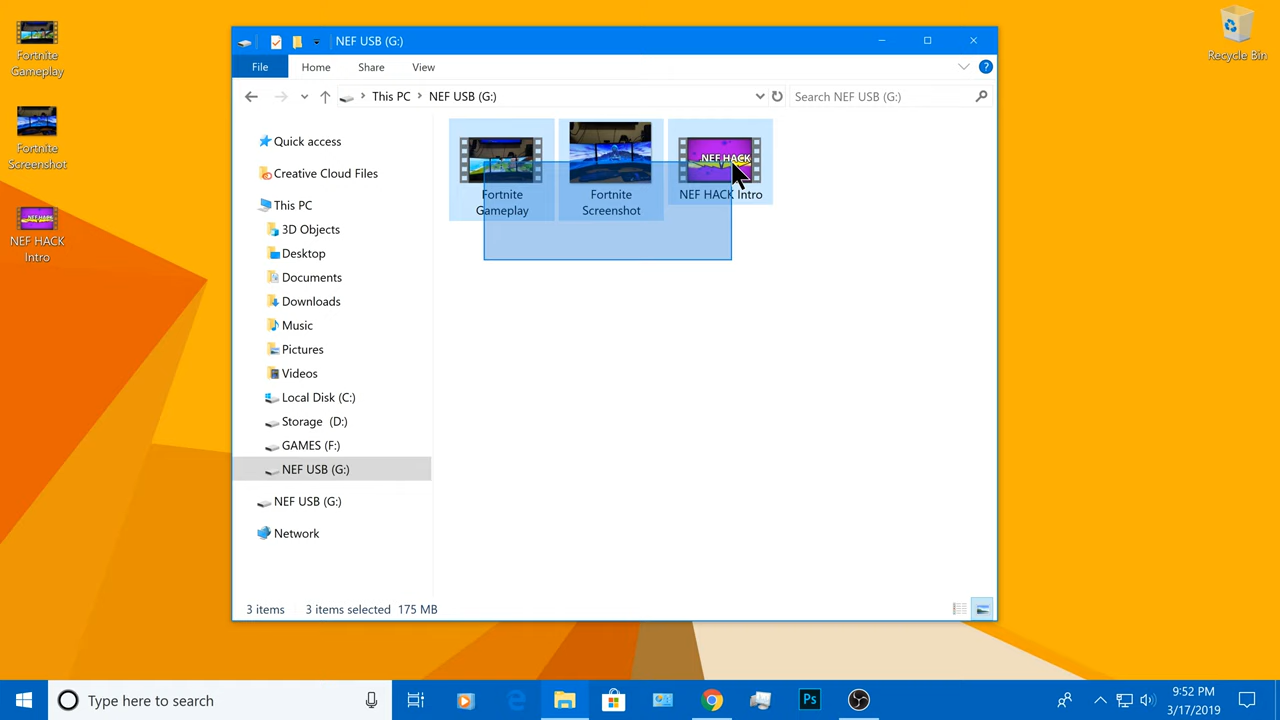 Fortnite
Gameplay
Fortnite
Screenshot
NEF HACK
NEF HACK
Intro
Recycle Bin
NEF USB (G:)
File
Home
Share
View
?
This PC
NEF USB (G:)
Search NEF USB (G:)
Quick access
Creative Cloud Files
This PC
3D Objects
Desktop
Documents
Downloads
Music
Pictures
Videos
Local Disk (C:)
Storage (D:)
GAMES (F:)
NEF USB (G:)
NEF USB (G:)
Network
Fortnite
Gameplay
Fortnite
Screenshot
NEF HACK
NEF HACK Intro
3 items
3 items selected 175 MB
Type here to search
Ps
9:52 PM
3/17/2019